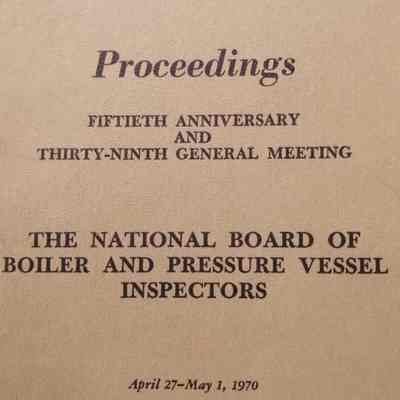 Proceedings
FIFTIETH ANNIVERSARY
AND
THIRTY-NINTH GENERAL MEETING
THE NATIONAL BOARD OF
BOILER AND PRESSURE VESSEL
INSPECTORS
April 27–May 1, 1970